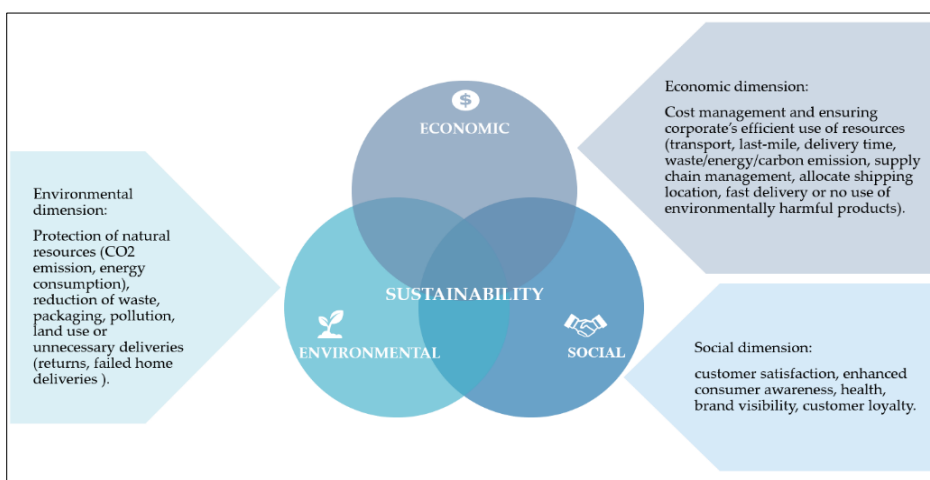 Economic dimension:
Cost management and ensuring
corporate's efficient use of resources
(transport, last-mile, delivery time,
waste/energy/carbon emission, supply
chain management, allocate shipping
location, fast delivery or no use of
environmentally harmful products).
$
ECONOMIC
Environmental
dimension:
Protection of natural
resources (CO2
emission, energy
consumption),
reduction of waste,
packaging, pollution,
land use or
unnecessary deliveries
(returns, failed home
deliveries ).
SUSTAINABILITY
ENVIRONMENTAL
SOCIAL
Social dimension:
customer satisfaction, enhanced
consumer awareness, health,
brand visibility, customer loyalty.